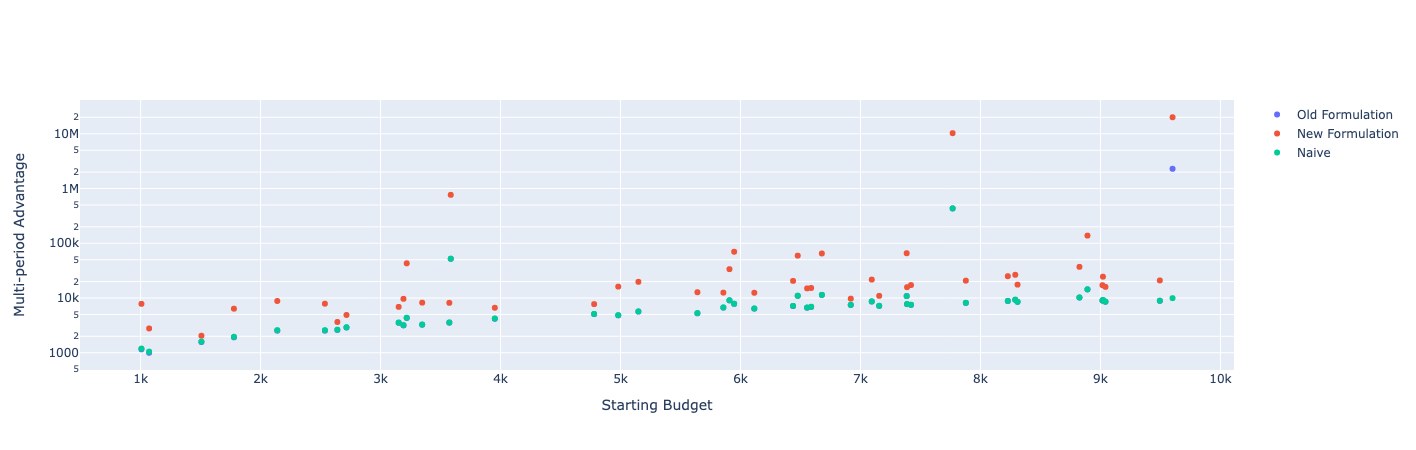 2
10M
5
2
1M
5
2
100k
5
2
10k
5
2
1000
5
Multi-period Advantage
1k 2k 3k 4k 5k 6k 7k 8k 9k 10k
Starting Budget
Old Formulation
New Formulation
Naive